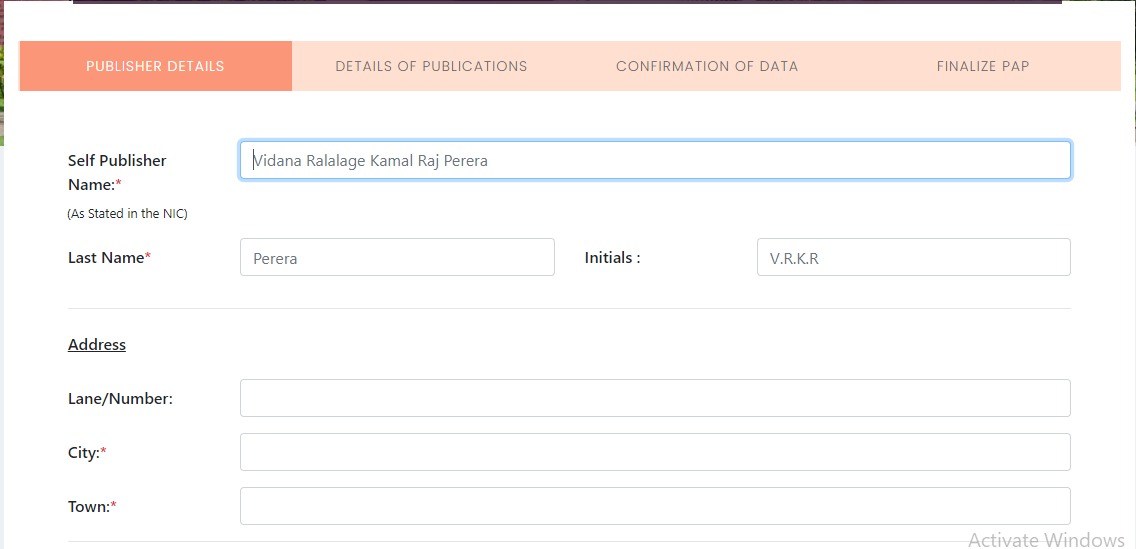 PUBLISHER DETAILS DETAILS OF PUBLICATIONS CONFIRMATION OF DATA FINALIZE PAP
Self Publisher Name:* Vidana Ralalage Kamal Raj Perera
(As Stated in the NIC)
Last Name* Perera Initials : V.R.K.R
Address
Lane/Number:
City:*
Town:*
Activate Windows